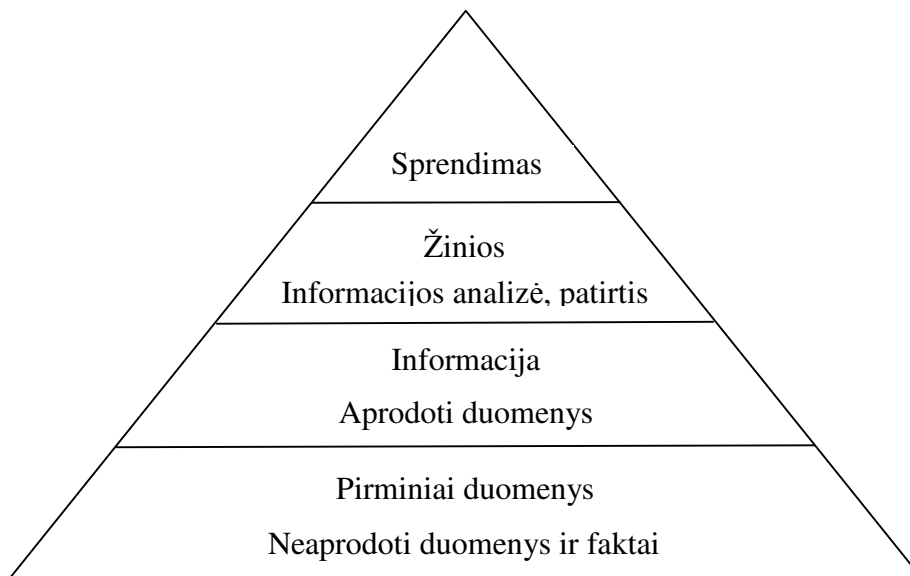 Sprendimas
Žinios
Informacijos analizė, patirtis
Informacija
Aprodoti duomenys
Pirminiai duomenys
Neaprodoti duomenys ir faktai